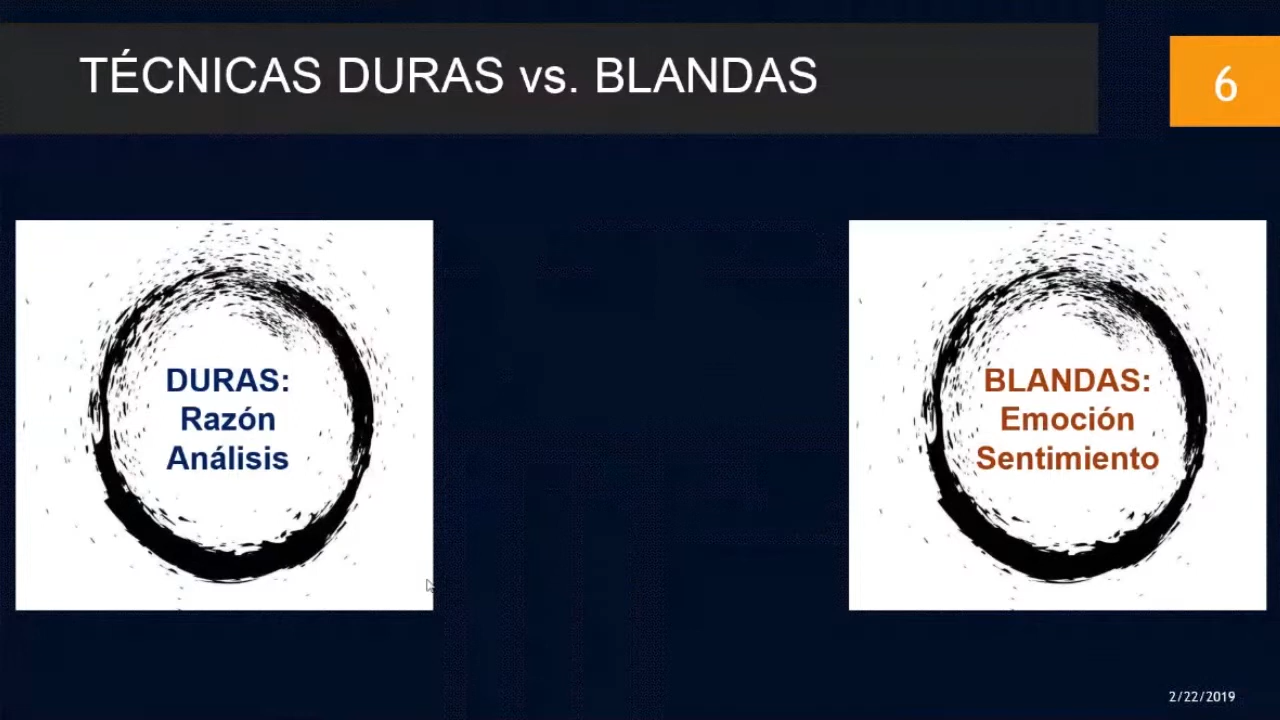 TÉCNICAS DURAS vs. BLANDAS
6
DURAS:
Razón
Análisis
BLANDAS:
Emoción
Sentimiento
2/22/2019